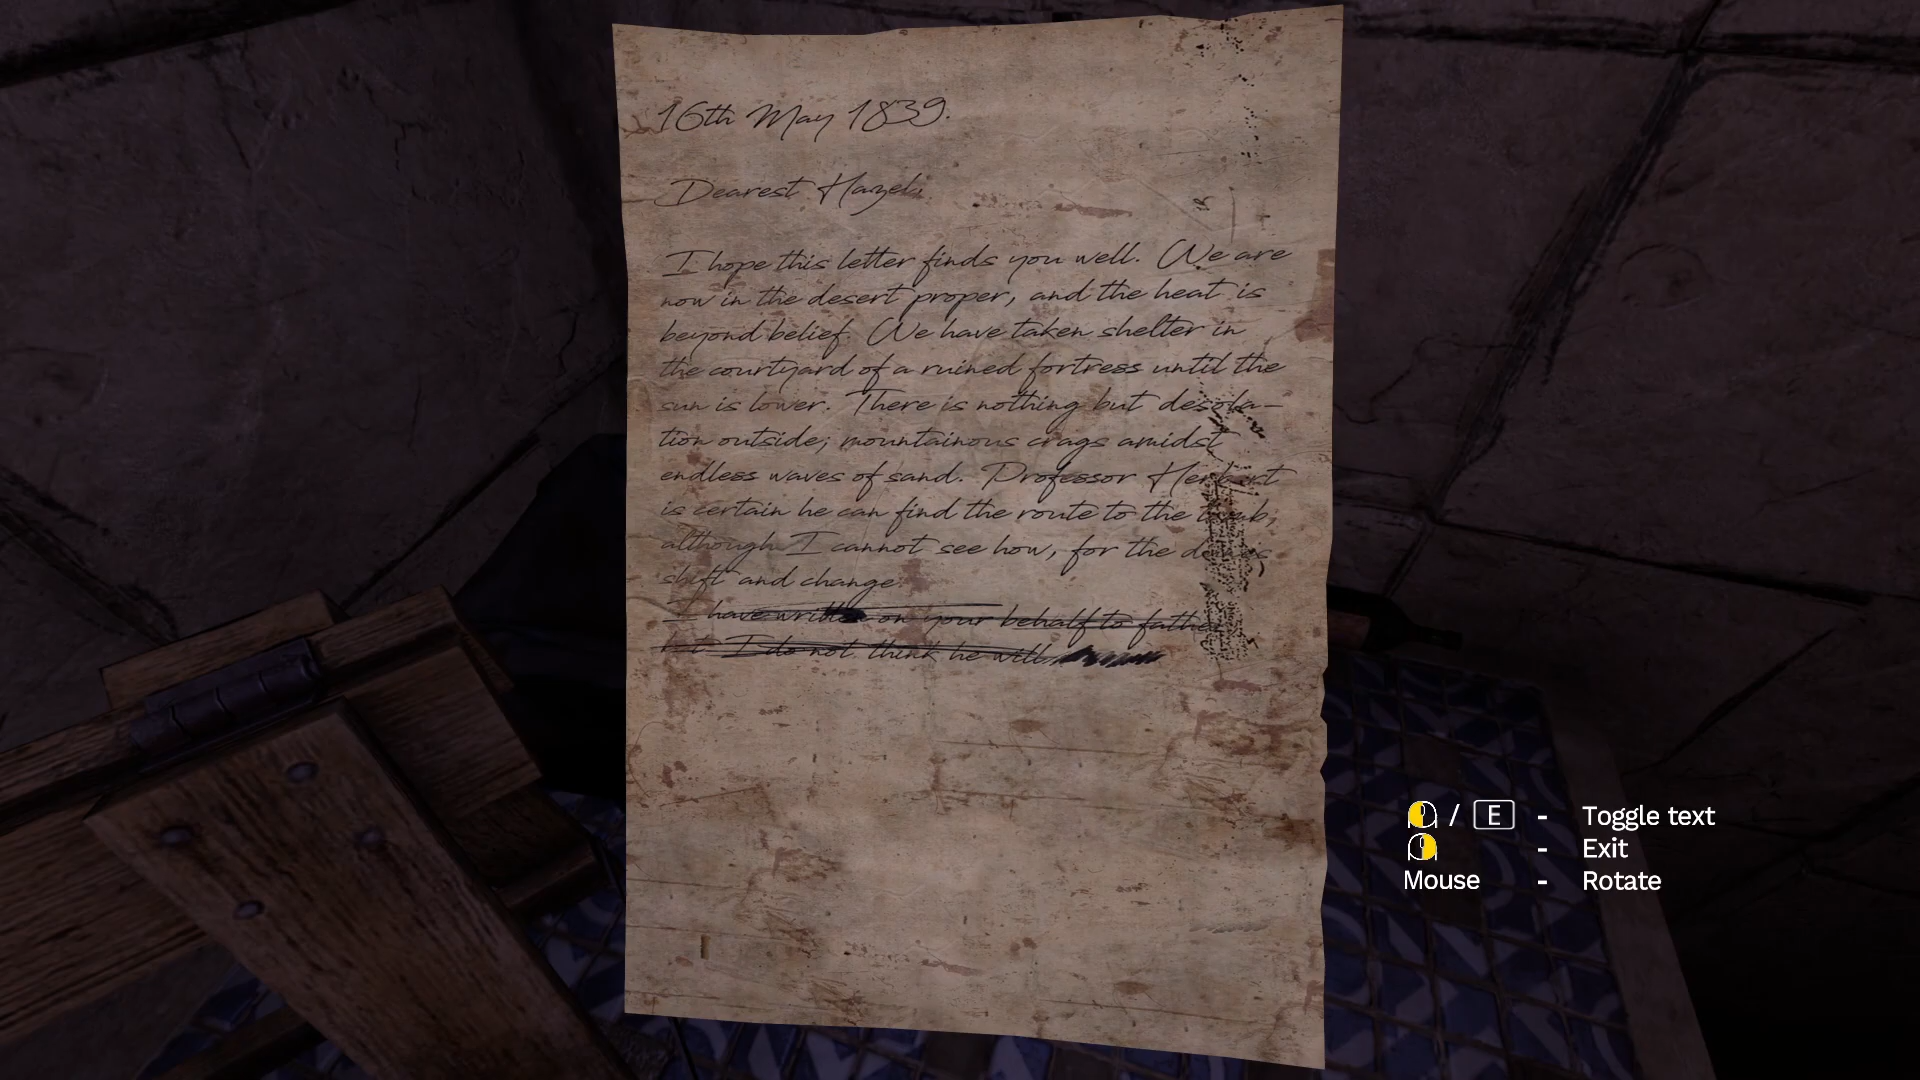 16th May 1839.
Dearest Hazel,
I hope this letter finds you well. We are
now in the desert proper, and the heat is
beyond belief. We have taken shelter in
the courtyard of a ruined fortress until the
sun is lower. There is nothing but desola-
tion outside; mountainous crags amidst
endless waves of sand. Professor Herbert
is certain he can find the route to the tomb,
although I cannot see how, for the dunes
shift and change.
I have written on your behalf to father
but I do not think he will
/ E - Toggle text
- Exit
Mouse - Rotate